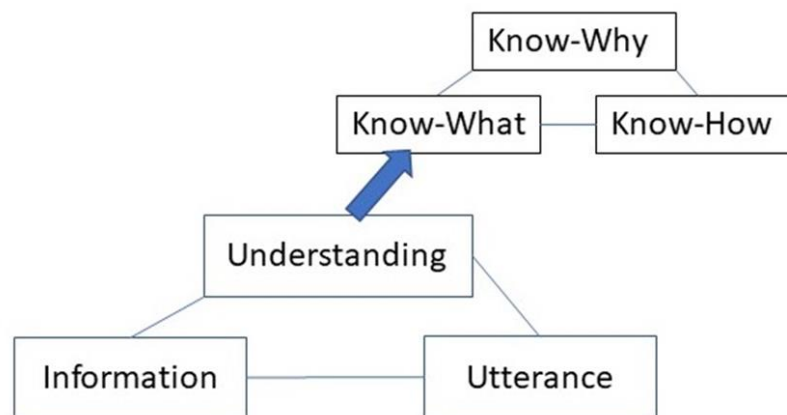 Know-Why
Know-What
Know-How
Understanding
Information
Utterance